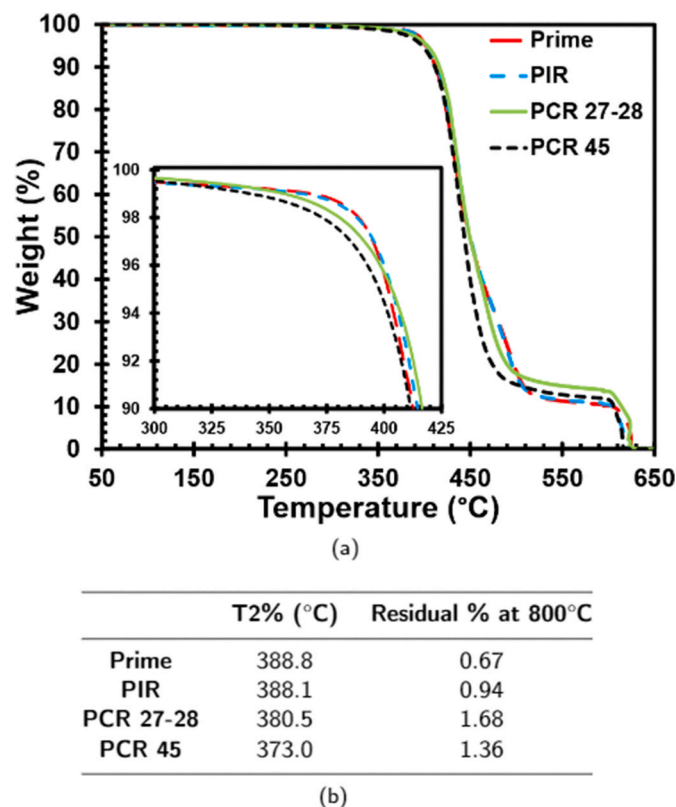 100
90
80
70
60
50
40
30
20
10
0
Weight (%)
Prime
PIR
PCR 27-28
PCR 45
100
98
96
94
92
90
300 325 350 375 400 425
50 150 250 350 450 550 650
Temperature (°C)
(a)
T2% (°C) Residual % at 800°C
Prime 388.8 0.67
PIR 388.1 0.94
PCR 27-28 380.5 1.68
PCR 45 373.0 1.36
(b)